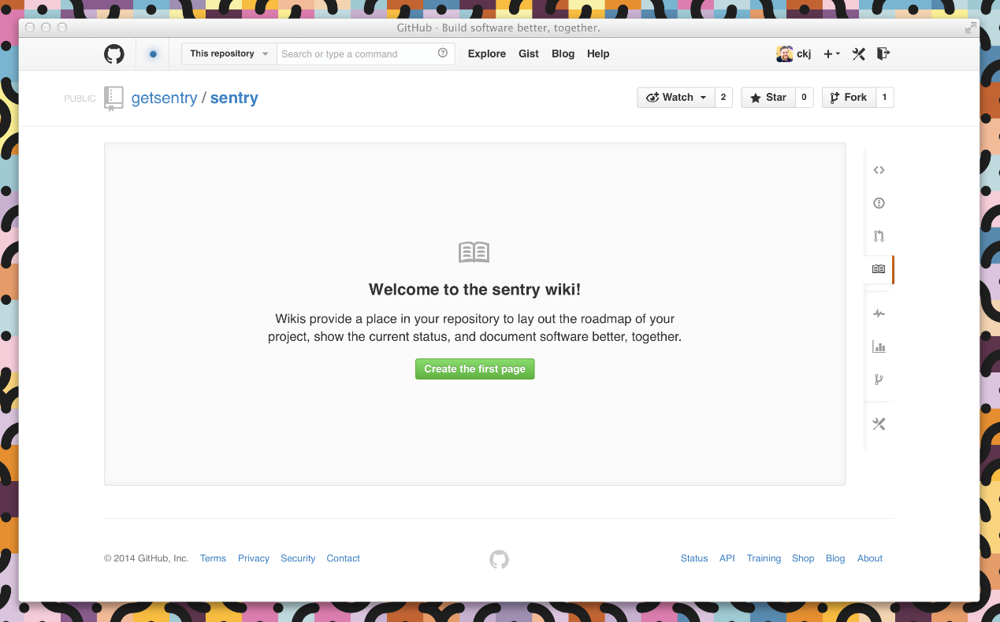 GitHub · Build software better, together.
This repository Search or type a command Explore Gist Blog Help ckj
PUBLIC getsentry / sentry Watch 2 Star 0 Fork 1
Welcome to the sentry wiki!
Wikis provide a place in your repository to lay out the roadmap of your
project, show the current status, and document software better, together.
Create the first page
© 2014 GitHub, Inc. Terms Privacy Security Contact Status API Training Shop Blog About